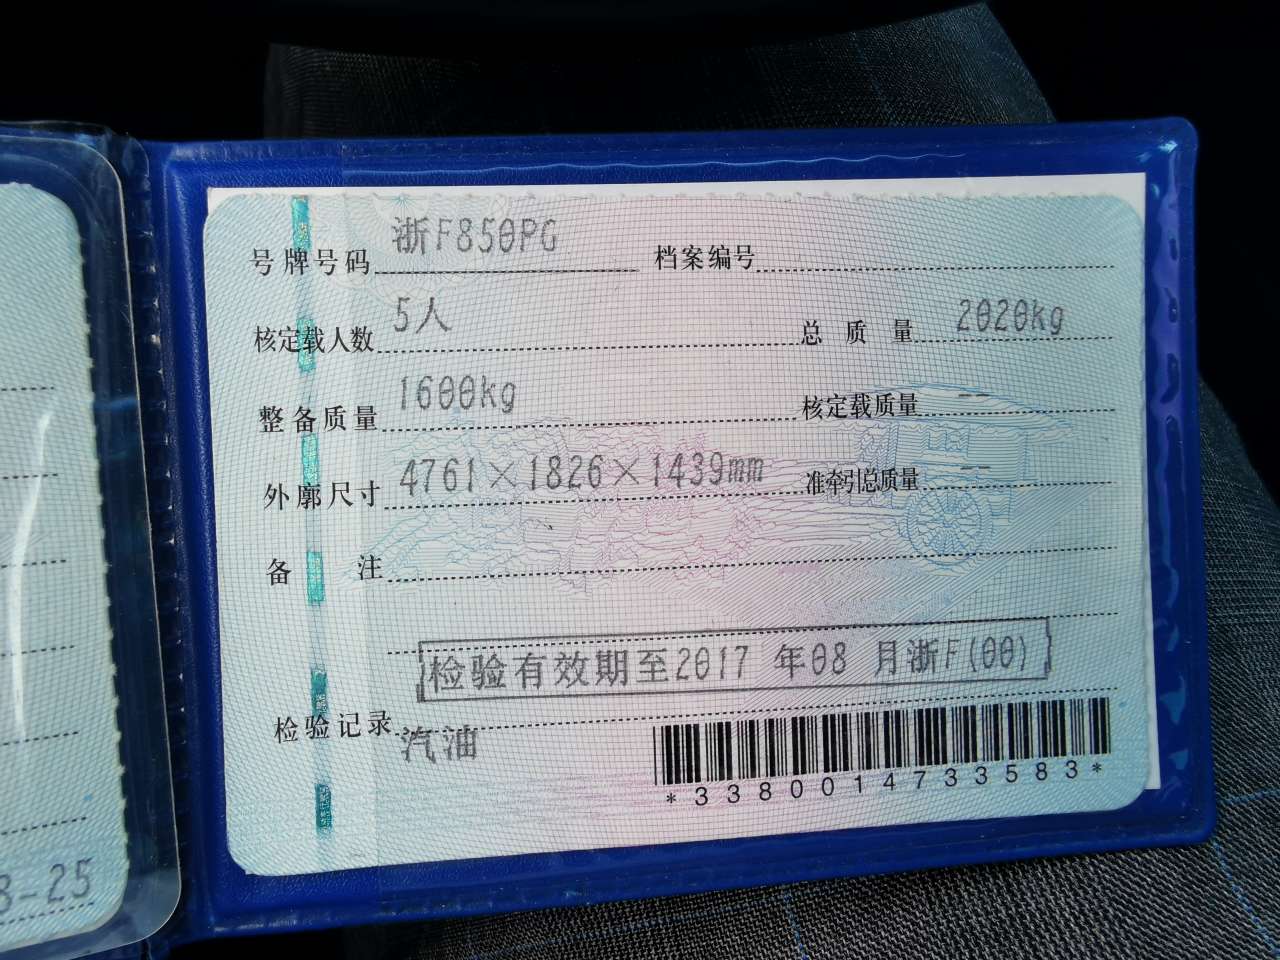 号牌号码 浙F850PG 档案编号
核定载人数 5人 总质量 2020kg
整备质量 1600kg 核定载质量 --
外廓尺寸 4761×1826×1439mm 准牵引总质量 --
备注
检验有效期至2017 年08 月浙F(00)
检验记录 汽油
*3380014733583*
-25